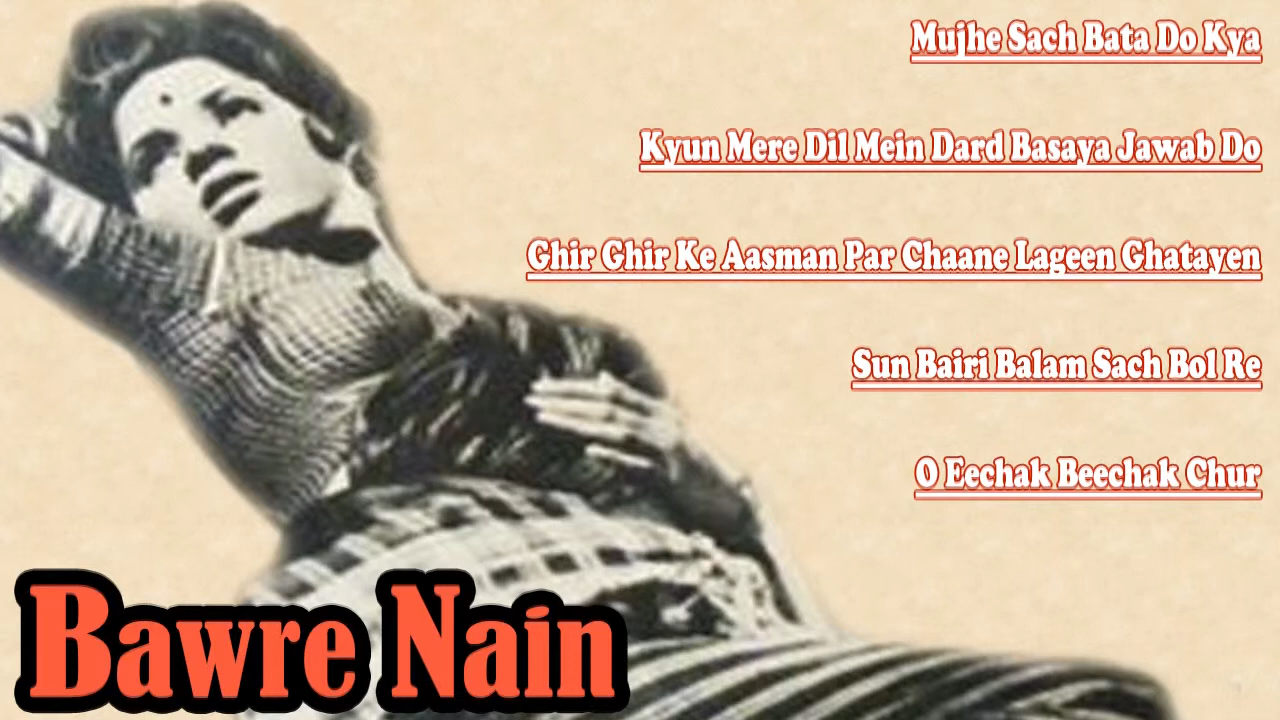 Mujhe Sach Bata Do Kya
Kyun Mere Dil Mein Dard Basaya Jawab Do
Ghir Ghir Ke Aasman Par Chaane Lageen Ghatayen
Sun Bairi Balam Sach Bol Re
O Eechak Beechak Chur
Bawre Nain